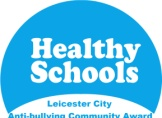 Healthy
Schools
Leicester City
Anti-bullying Community Award